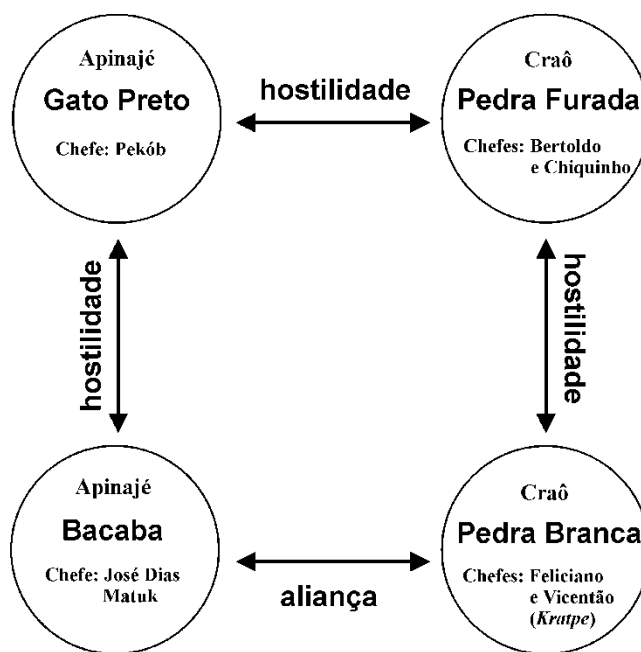 Apinajé
Gato Preto
Chefe: Pekób
hostilidade
Craô
Pedra Furada
Chefes: Bertoldo
e Chiquinho
hostilidade
hostilidade
Apinajé
Bacaba
Chefe: José Dias
Matuk
aliança
Craô
Pedra Branca
Chefes: Feliciano
e Vicentão
(Kratpe)